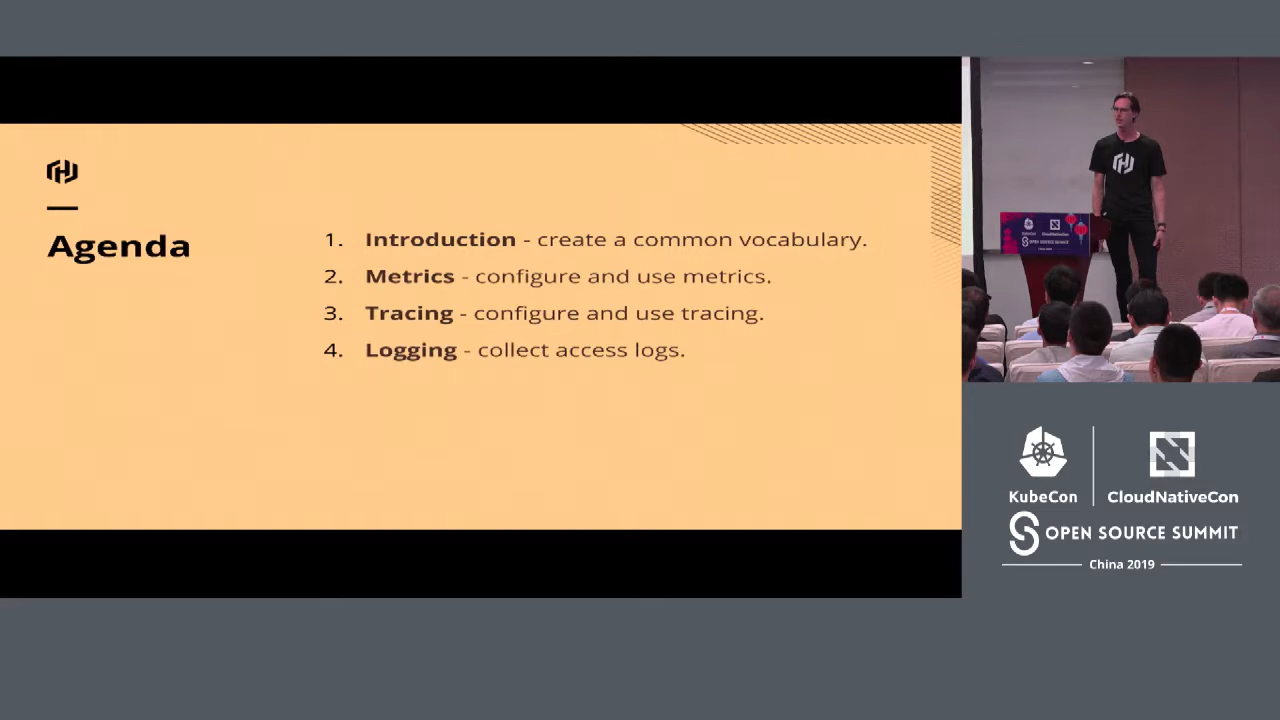 Agenda
1. Introduction - create a common vocabulary.
2. Metrics - configure and use metrics.
3. Tracing - configure and use tracing.
4. Logging - collect access logs.
KubeCon
CloudNativeCon
OPEN SOURCE SUMMIT
China 2019